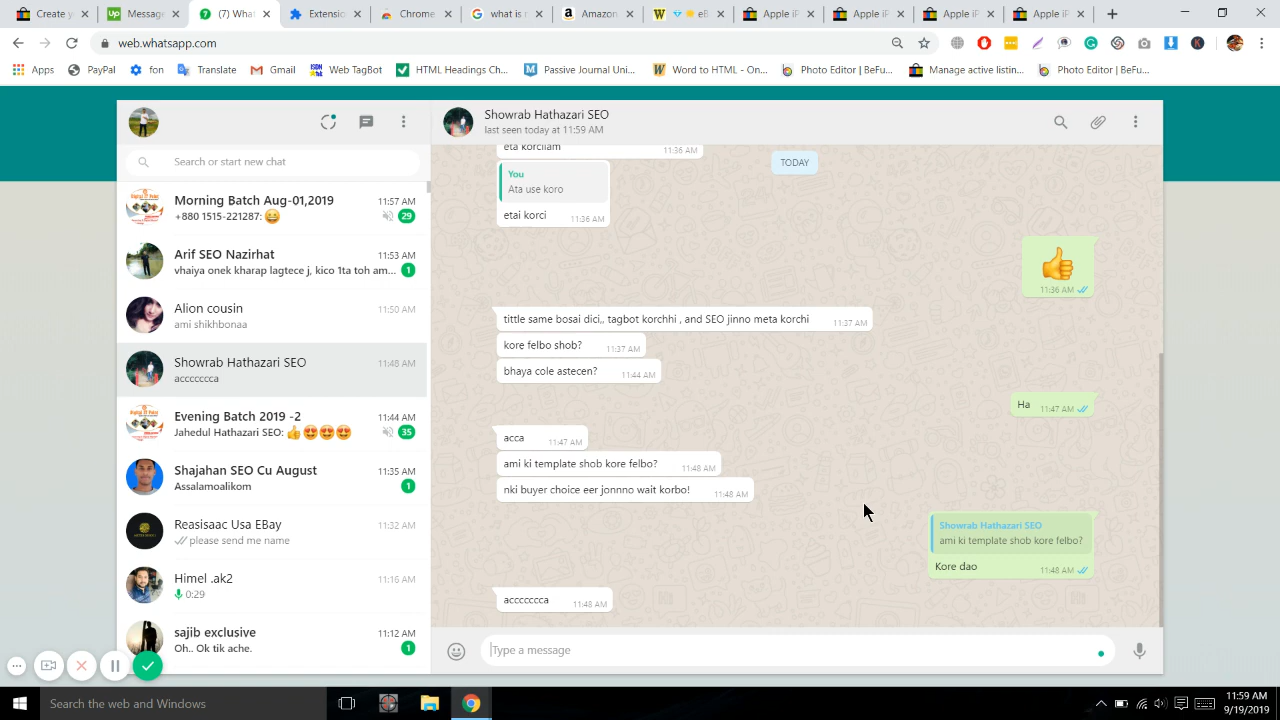 Create y
Up
Message
(7) What
Extension
Chrome
what is r
a
Amazon
W
eB
Apple iP
Apple iP
Apple iP
Apple iP
web.whatsapp.com
Apps
PayPal
fon
Translate
Gmail
Web TagBot
HTML Heading Ch...
Passive Journal Uni...
Word to HTML - On...
Photo Editor | BeFu...
Manage active listin...
Photo Editor | BeFu...
Search or start new chat
Morning Batch Aug-01,2019
11:57 AM
+880 1515-221287: 😄
29
Arif SEO Nazirhat
11:53 AM
vhaiya onek kharap lagtece j, kico 1ta toh am...
1
Alion cousin
11:50 AM
ami shikhbonaa
Showrab Hathazari SEO
11:48 AM
accccccca
Evening Batch 2019 -2
11:44 AM
Jahedul Hathazari SEO: 👍😍😍😍
35
Shajahan SEO Cu August
11:35 AM
Assalamoalikom
1
Reasisaac Usa EBay
11:32 AM
please send me name
Himel .ak2
11:16 AM
0:29
sajib exclusive
11:12 AM
Oh.. Ok tik ache.
1
Showrab Hathazari SEO
last seen today at 11:59 AM
eta korcilam
11:36 AM
TODAY
You
Ata use koro
etai korci
11:36 AM
👍
11:36 AM
tittle same bosai dici,, tagbot korchhi , and SEO jinno meta korchi
11:37 AM
kore felbo shob?
11:37 AM
bhaya cole astecen?
11:44 AM
Ha
11:47 AM
acca
11:47 AM
ami ki template shob kore felbo?
11:48 AM
nki buyer choice eer jonnno wait korbo!
11:48 AM
Showrab Hathazari SEO
ami ki template shob kore felbo?
Kore dao
11:48 AM
accccccca
11:48 AM
Type a message
Search the web and Windows
11:59 AM
9/19/2019